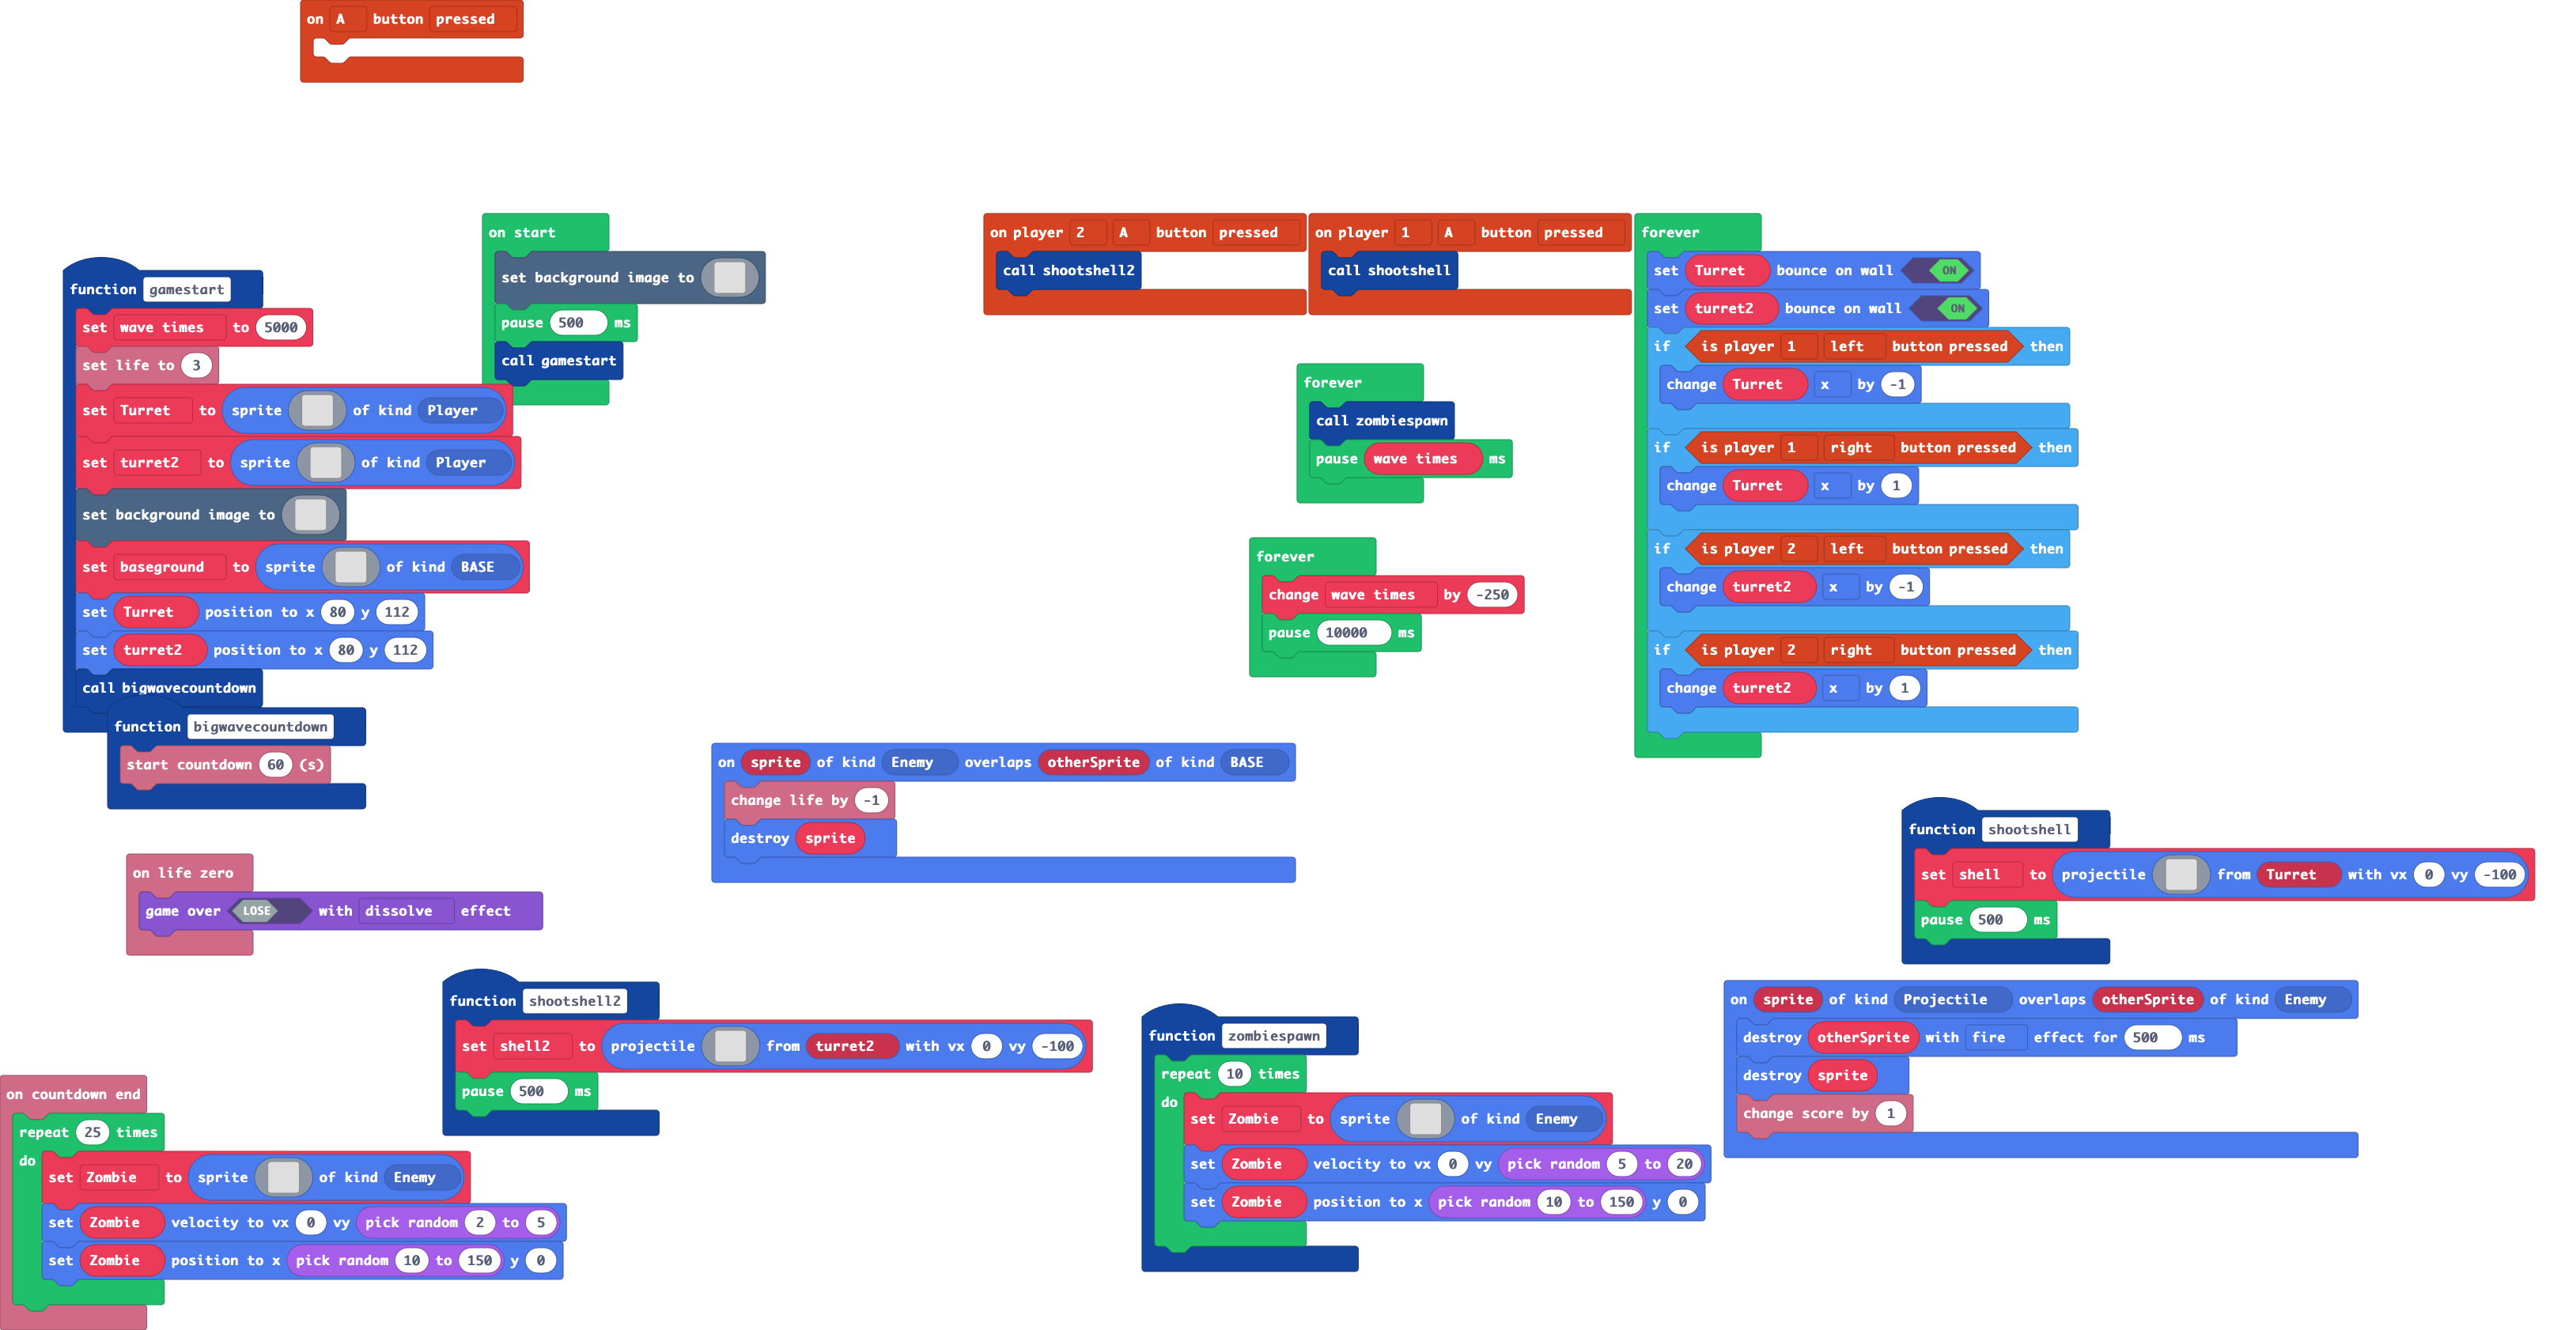 on A button pressed
on start
set background image to
pause 500 ms
call gamestart
function gamestart
set wave times to 5000
set life to 3
set Turret to sprite of kind Player
set turret2 to sprite of kind Player
set background image to
set baseground to sprite of kind BASE
set Turret position to x 80 y 112
set turret2 position to x 80 y 112
call bigwavecountdown
function bigwavecountdown
start countdown 60 (s)
on life zero
game over LOSE with dissolve effect
on player 2 A button pressed
call shootshell2
on player 1 A button pressed
call shootshell
forever
call zombiespawn
pause wave times ms
forever
change wave times by -250
pause 10000 ms
forever
set Turret bounce on wall ON
set turret2 bounce on wall ON
if is player 1 left button pressed then
change Turret x by -1
if is player 1 right button pressed then
change Turret x by 1
if is player 2 left button pressed then
change turret2 x by -1
if is player 2 right button pressed then
change turret2 x by 1
on sprite of kind Enemy overlaps otherSprite of kind BASE
change life by -1
destroy sprite
function shootshell
set shell to projectile from Turret with vx 0 vy -100
pause 500 ms
function shootshell2
set shell2 to projectile from turret2 with vx 0 vy -100
pause 500 ms
on sprite of kind Projectile overlaps otherSprite of kind Enemy
destroy otherSprite with fire effect for 500 ms
destroy sprite
change score by 1
function zombiespawn
repeat 10 times
do
set Zombie to sprite of kind Enemy
set Zombie velocity to vx 0 vy pick random 5 to 20
set Zombie position to x pick random 10 to 150 y 0
on countdown end
repeat 25 times
do
set Zombie to sprite of kind Enemy
set Zombie velocity to vx 0 vy pick random 2 to 5
set Zombie position to x pick random 10 to 150 y 0